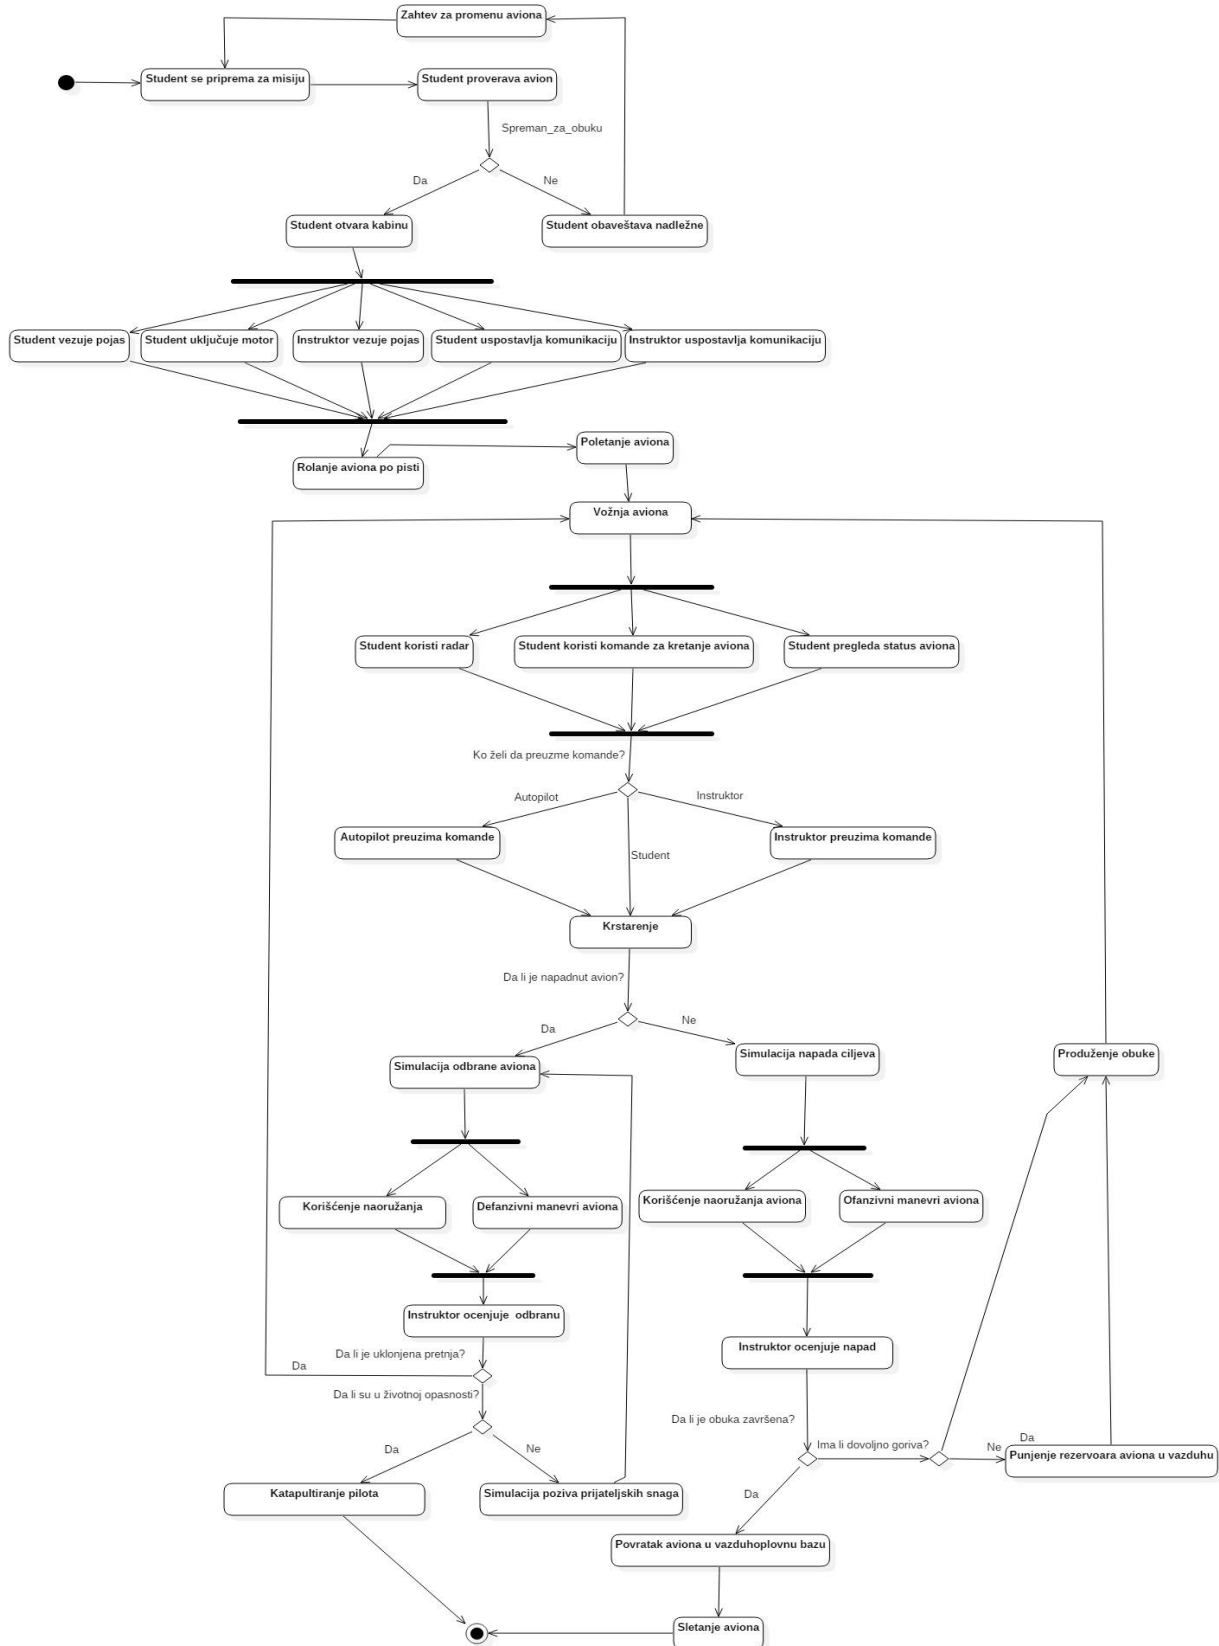 Zahtev za promenu aviona
Student se priprema za misiju
Student proverava avion
Spreman_za_obuku
Da
Ne
Student otvara kabinu
Student obaveštava nadležne
Student vezuje pojas
Student uključuje motor
Instruktor vezuje pojas
Student uspostavlja komunikaciju
Instruktor uspostavlja komunikaciju
Poletanje aviona
Rolanje aviona po pisti
Vožnja aviona
Student koristi radar
Student koristi komande za kretanje aviona
Student pregleda status aviona
Ko želi da preuzme komande?
Autopilot
Instruktor
Autopilot preuzima komande
Instruktor preuzima komande
Student
Krstarenje
Da li je napadnut avion?
Da
Ne
Simulacija odbrane aviona
Simulacija napada ciljeva
Produženje obuke
Korišćenje naoružanja
Defanzivni manevri aviona
Korišćenje naoružanja aviona
Ofanzivni manevri aviona
Instruktor ocenjuje  odbranu
Instruktor ocenjuje napad
Da li je uklonjena pretnja?
Da
Da li su u životnoj opasnosti?
Da li je obuka završena?
Ima li dovoljno goriva?
Da
Ne
Da
Ne
Punjenje rezervoara aviona u vazduhu
Katapultiranje pilota
Simulacija poziva prijateljskih snaga
Da
Povratak aviona u vazduhoplovnu bazu
Sletanje aviona